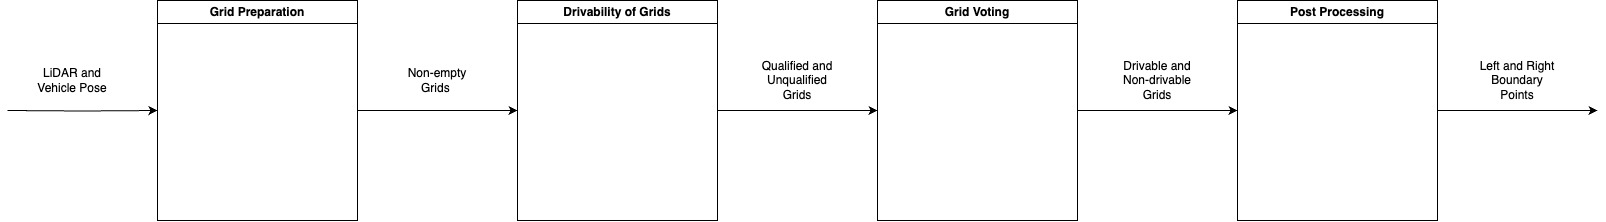 Grid Preparation
Drivability of Grids
Grid Voting
Post Processing
LiDAR and
Vehicle Pose
Non-empty
Grids
Qualified and
Unqualified
Grids
Drivable and
Non-drivable
Grids
Left and Right
Boundary
Points